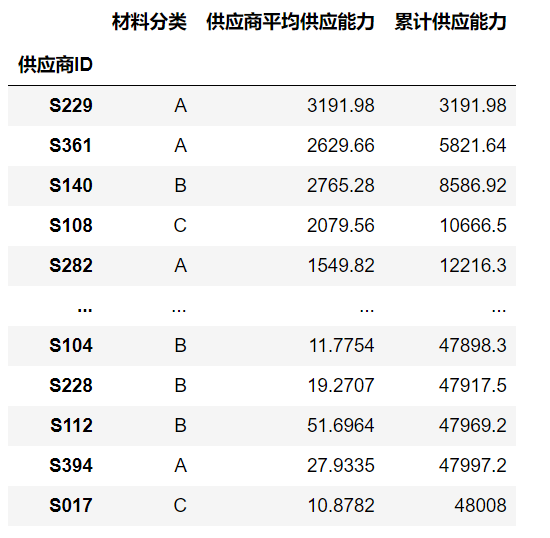 材料分类 供应商平均供应能力 累计供应能力
供应商ID
S229 A 3191.98 3191.98
S361 A 2629.66 5821.64
S140 B 2765.28 8586.92
S108 C 2079.56 10666.5
S282 A 1549.82 12216.3
... ... ... ...
S104 B 11.7754 47898.3
S228 B 19.2707 47917.5
S112 B 51.6964 47969.2
S394 A 27.9335 47997.2
S017 C 10.8782 48008